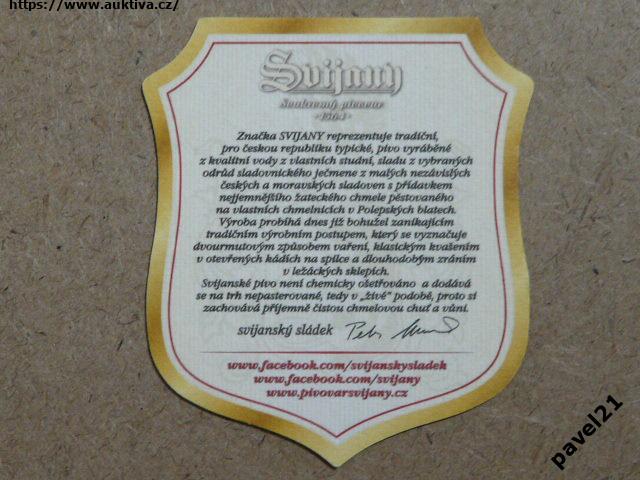 https://www.auktiva.cz/
Svijany
Soukromý pivovar
·1564·
Značka SVIJANY reprezentuje tradiční,
pro českou republiku typické, pivo vyráběné
z kvalitní vody z vlastních studní, sladu z vybraných
odrůd sladovnického ječmene z malých nezávislých
českých a moravských sladoven s přídavkem
nejjemnějšího žateckého chmele pěstovaného
na vlastních chmelnicích v Polepských blatech.
Výroba probíhá dnes již bohužel zanikajícím
tradičním výrobním postupem, který se vyznačuje
dvourmutovým způsobem vaření, klasickým kvašením
v otevřených kádích na spilce a dlouhodobým zráním
v ležáckých sklepích.
Svijanské pivo není chemicky ošetřováno a dodává
se na trh nepasterované, tedy v „živé“ podobě, proto si
zachovává příjemně čistou chmelovou chuť a vůni.
svijanský sládek Petr
www.facebook.com/svijanskysladek
www.facebook.com/svijany
www.pivovarsvijany.cz
pavel21